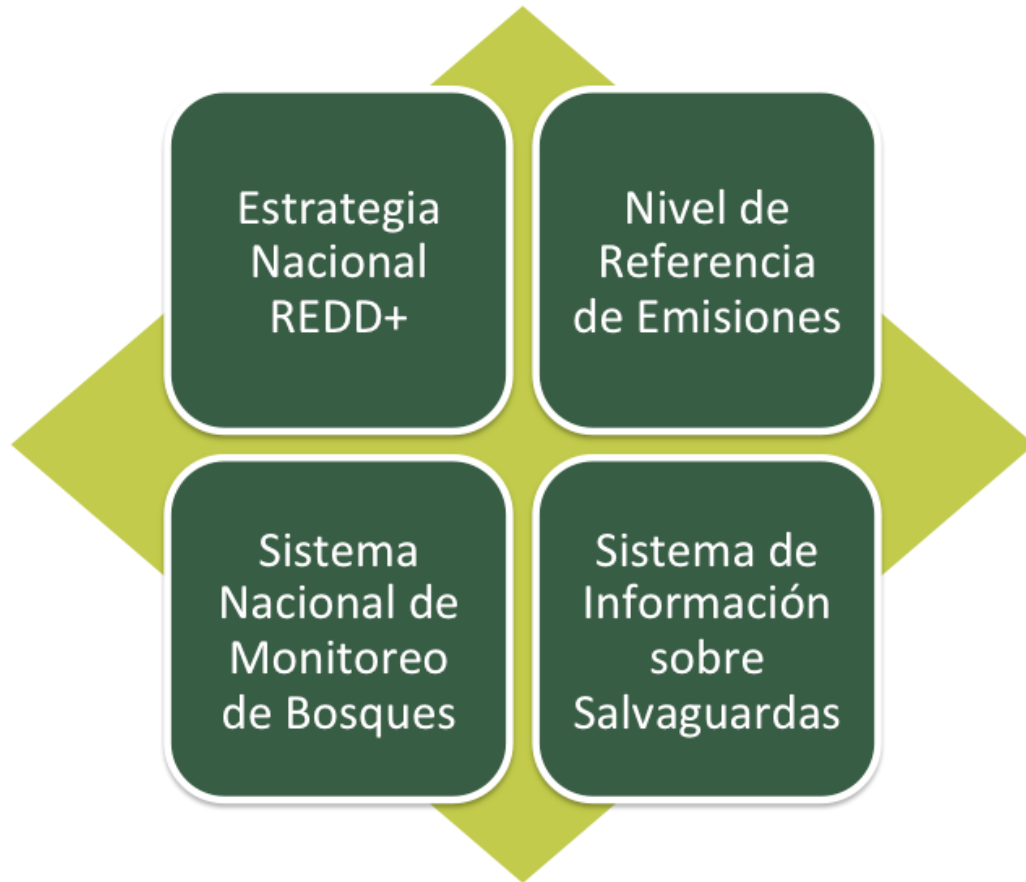 Estrategia
Nacional
REDD+
Nivel de
Referencia
de Emisiones
Sistema
Nacional de
Monitoreo
de Bosques
Sistema de
Información
sobre
Salvaguardas